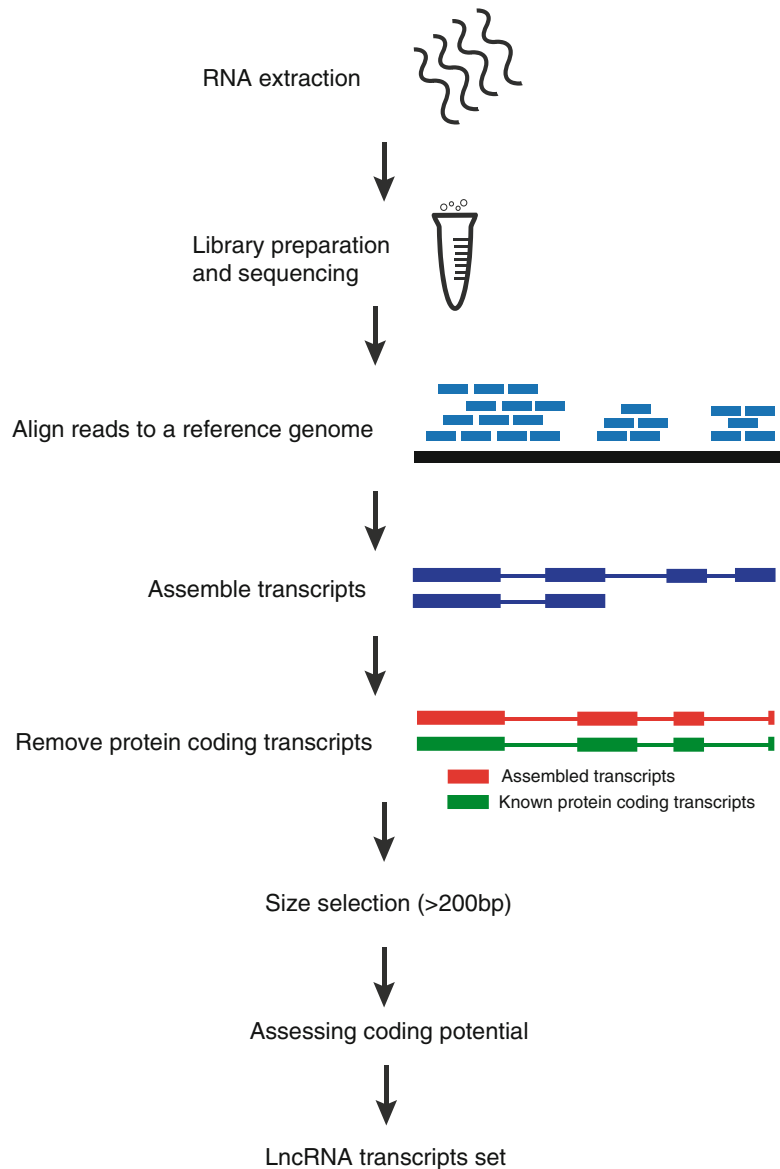 RNA extraction
Library preparation
and sequencing
Align reads to a reference genome
Assemble transcripts
Remove protein coding transcripts
Assembled transcripts
Known protein coding transcripts
Size selection (>200bp)
Assessing coding potential
LncRNA transcripts set